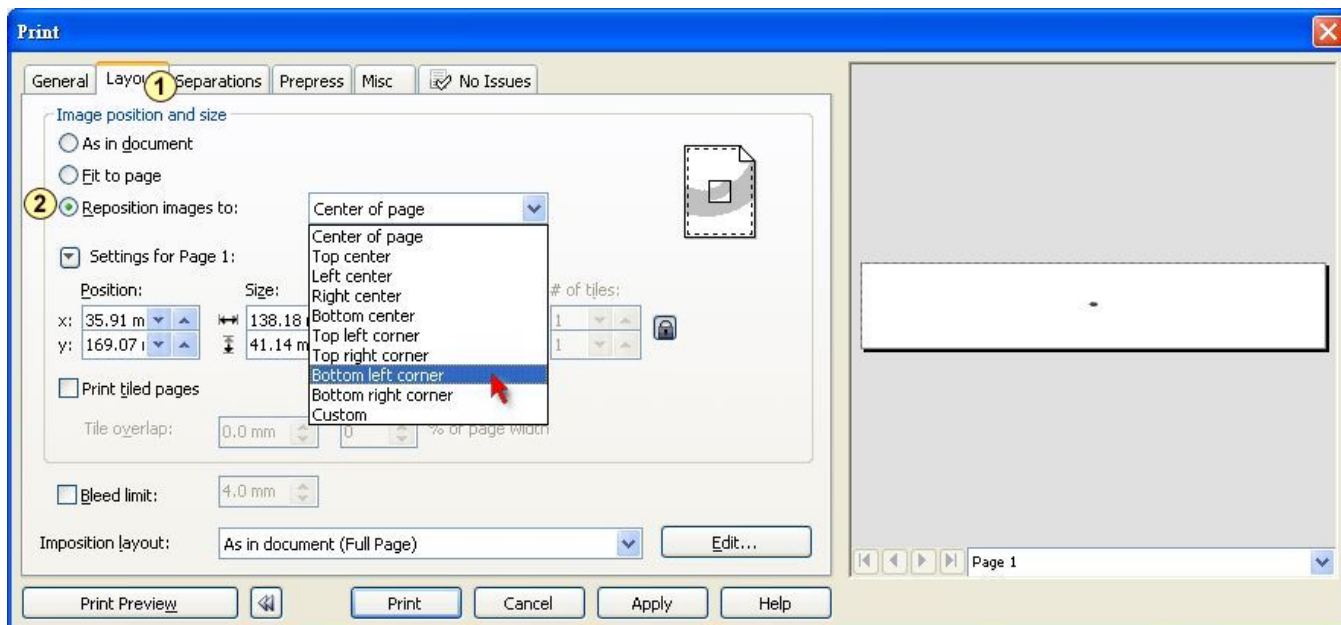 Print
General Layout Separations Prepress Misc No Issues
1
Image position and size
As in document
Fit to page
2 Reposition images to: Center of page
Center of page
Top center
Left center
Right center
Bottom center
Top left corner
Top right corner
Bottom left corner
Bottom right corner
Custom
Settings for Page 1:
Position: Size: # of tiles:
x: 35.91 m 138.18 1
y: 169.07 41.14 m 1
Print tiled pages
Tile overlap: 0.0 mm 0 % of page width
Bleed limit: 4.0 mm
Imposition layout: As in document (Full Page) Edit...
Page 1
Print Preview Print Cancel Apply Help